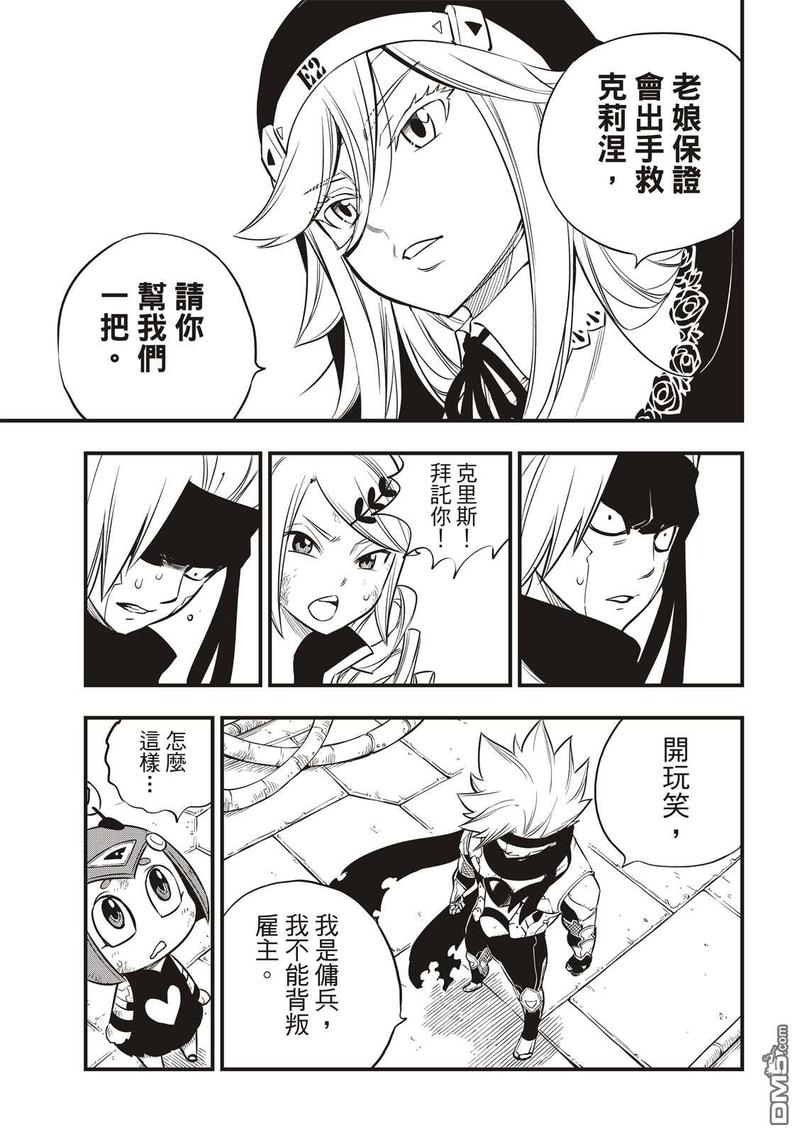 老娘保證
會出手救
克莉涅，
請你
幫我們
一把。
E2
克里斯！
拜託你！
開玩笑，
我是傭兵，
我不能背叛
雇主。
怎麼
這樣…
DM5.com